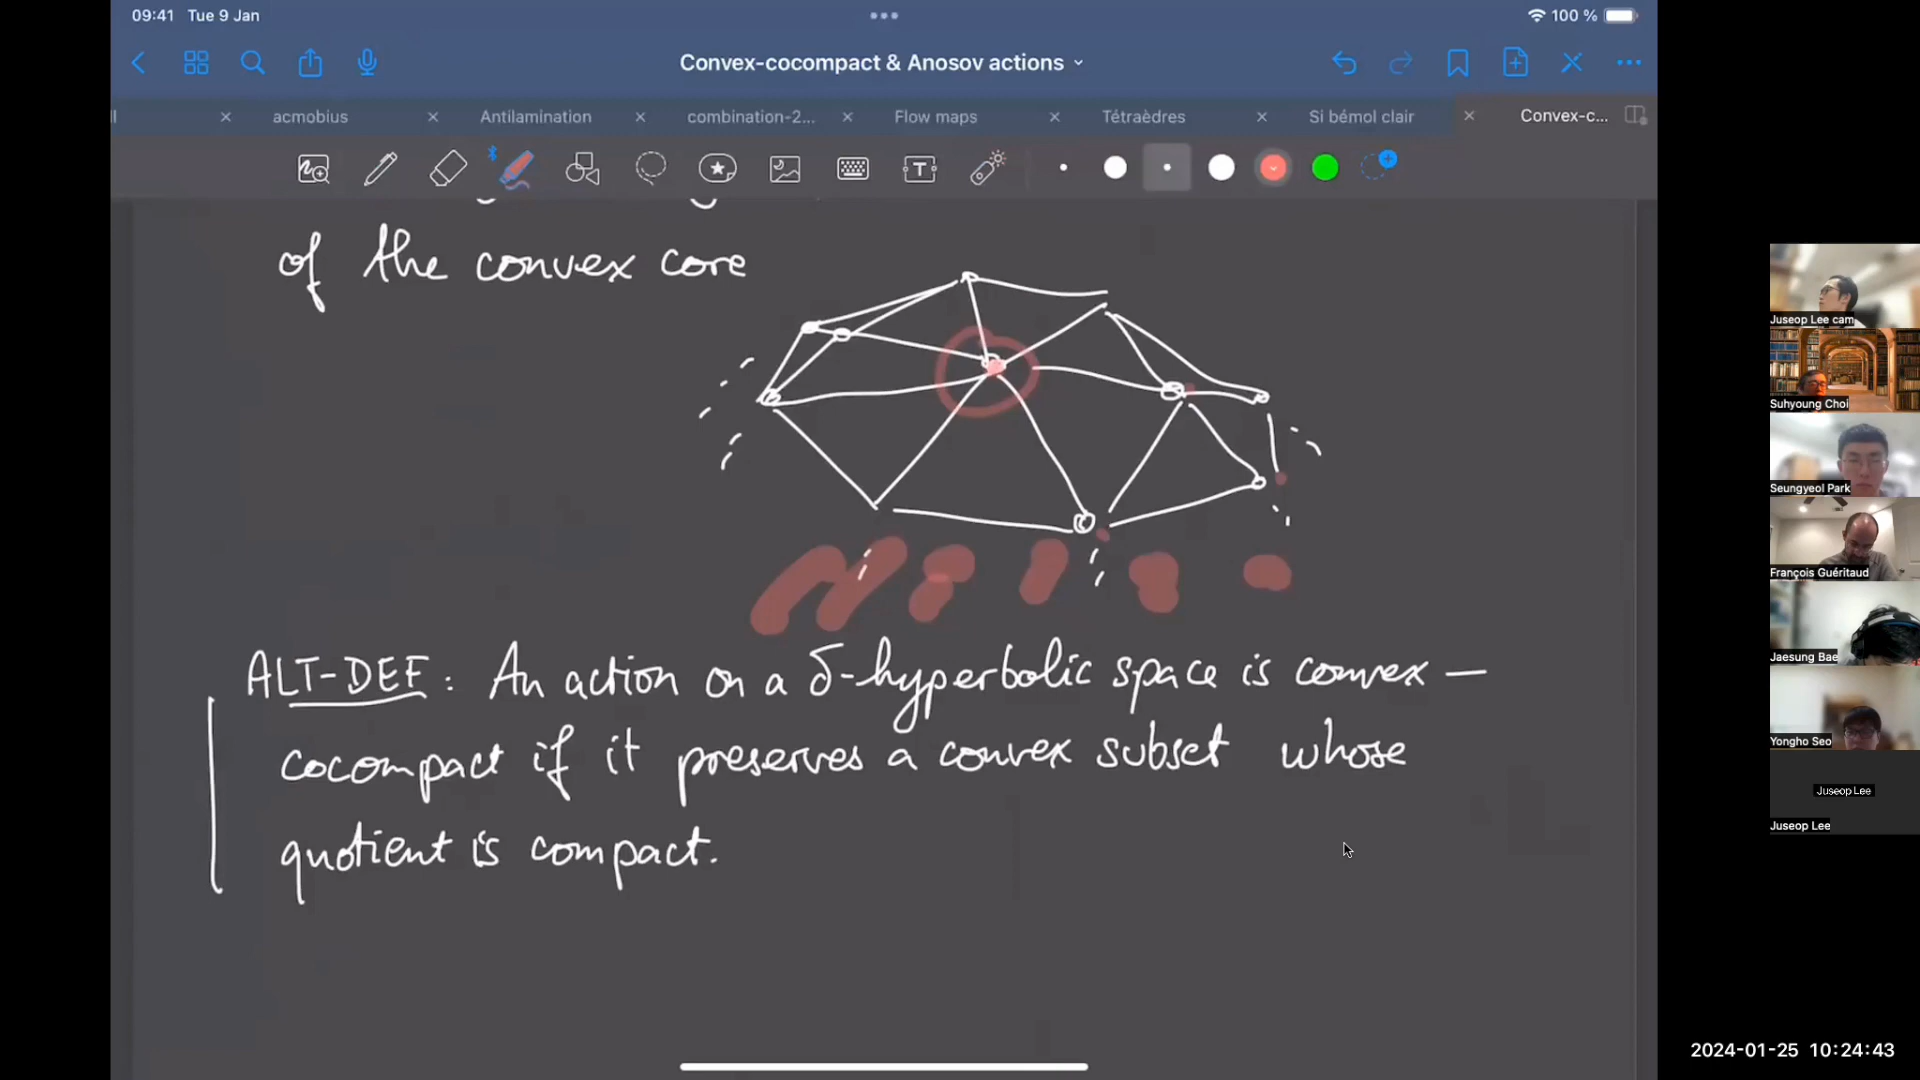 09:41 Tue 9 Jan
100 %
Convex-cocompact & Anosov actions
acmobius
Antilamination
combination-2...
Flow maps
Tétraèdres
Si bémol clair
Convex-c...
of the convex core
ALT-DEF: An action on a δ-hyperbolic space is convex-
cocompact if it preserves a convex subset whose
quotient is compact.
Juseop Lee cam
Suhyoung Choi
Seungyeol Park
François Guéritaud
Jaesung Bae
Yongho Seo
Juseop Lee
Juseop Lee
2024-01-25 10:24:43